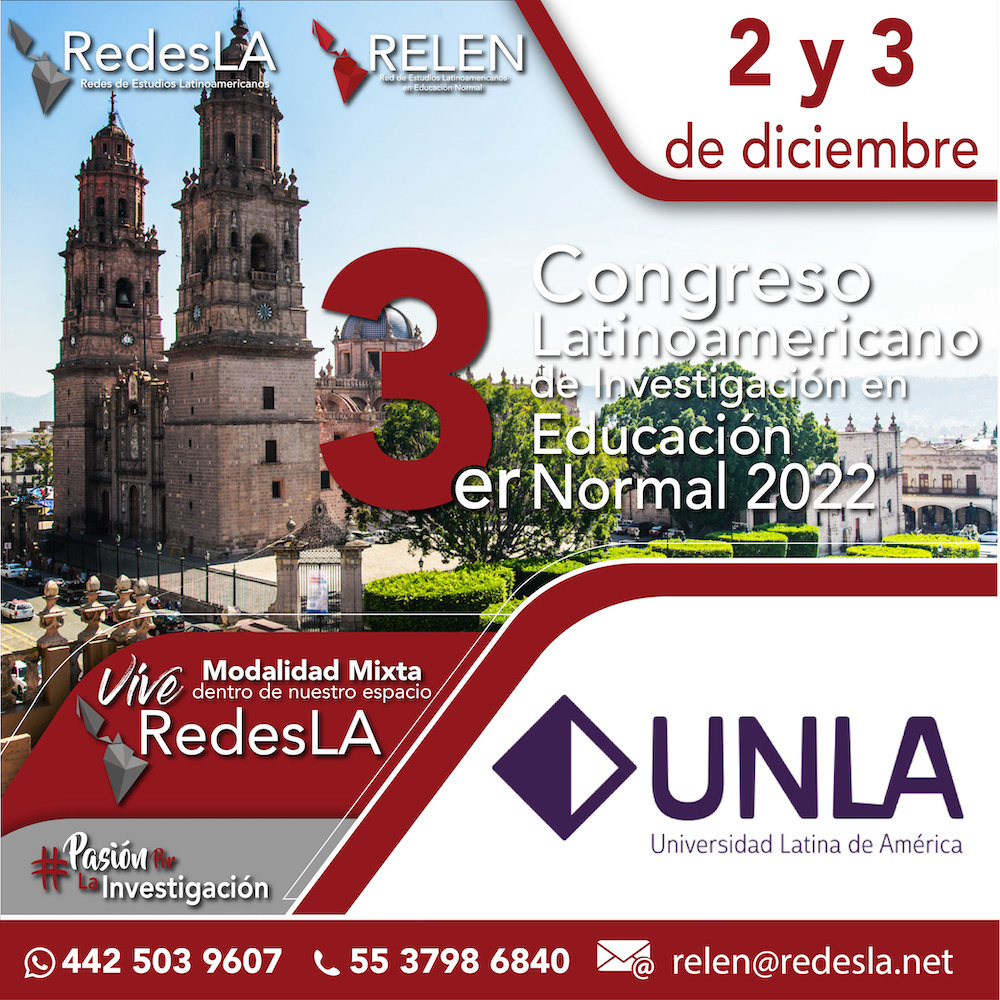 RedesLA
Redes de Estudios Latinoamericanos
RELEN
Red de Estudios Latinoamericanos
en Educación Normal
2 y 3
de diciembre
3er
Congreso
Latinoamericano
de Investigación en
Educación
Normal 2022
Vive
Modalidad Mixta
dentro de nuestro espacio
RedesLA
#Pasión Por
La Investigación
UNLA
Universidad Latina de América
442 503 9607
55 3798 6840
@ relen@redesla.net